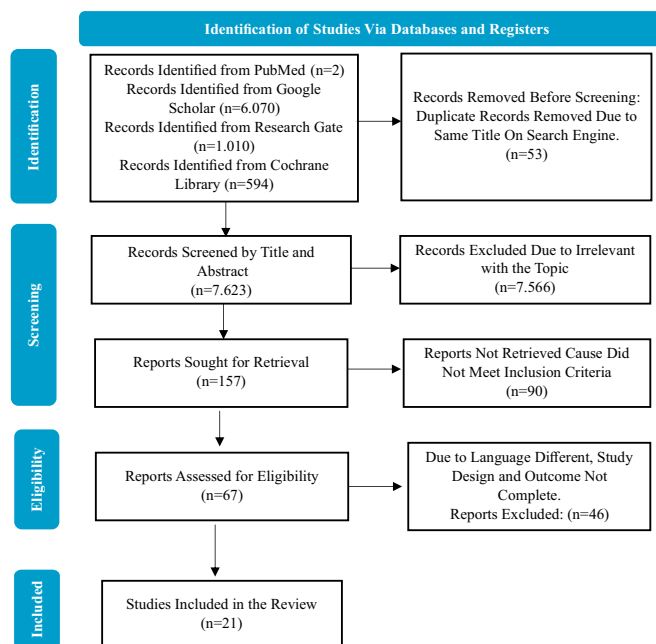 Identification of Studies Via Databases and Registers
Identification
Records Identified from PubMed (n=2)
Records Identified from Google
Scholar (n=6.070)
Records Identified from Research Gate
(n=1.010)
Records Identified from Cochrane
Library (n=594)
Records Removed Before Screening:
Duplicate Records Removed Due to
Same Title On Search Engine.
(n=53)
Screening
Records Screened by Title and
Abstract
(n=7.623)
Records Excluded Due to Irrelevant
with the Topic
(n=7.566)
Reports Sought for Retrieval
(n=157)
Reports Not Retrieved Cause Did
Not Meet Inclusion Criteria
(n=90)
Eligibility
Reports Assessed for Eligibility
(n=67)
Due to Language Different, Study
Design and Outcome Not
Complete.
Reports Excluded: (n=46)
Included
Studies Included in the Review
(n=21)